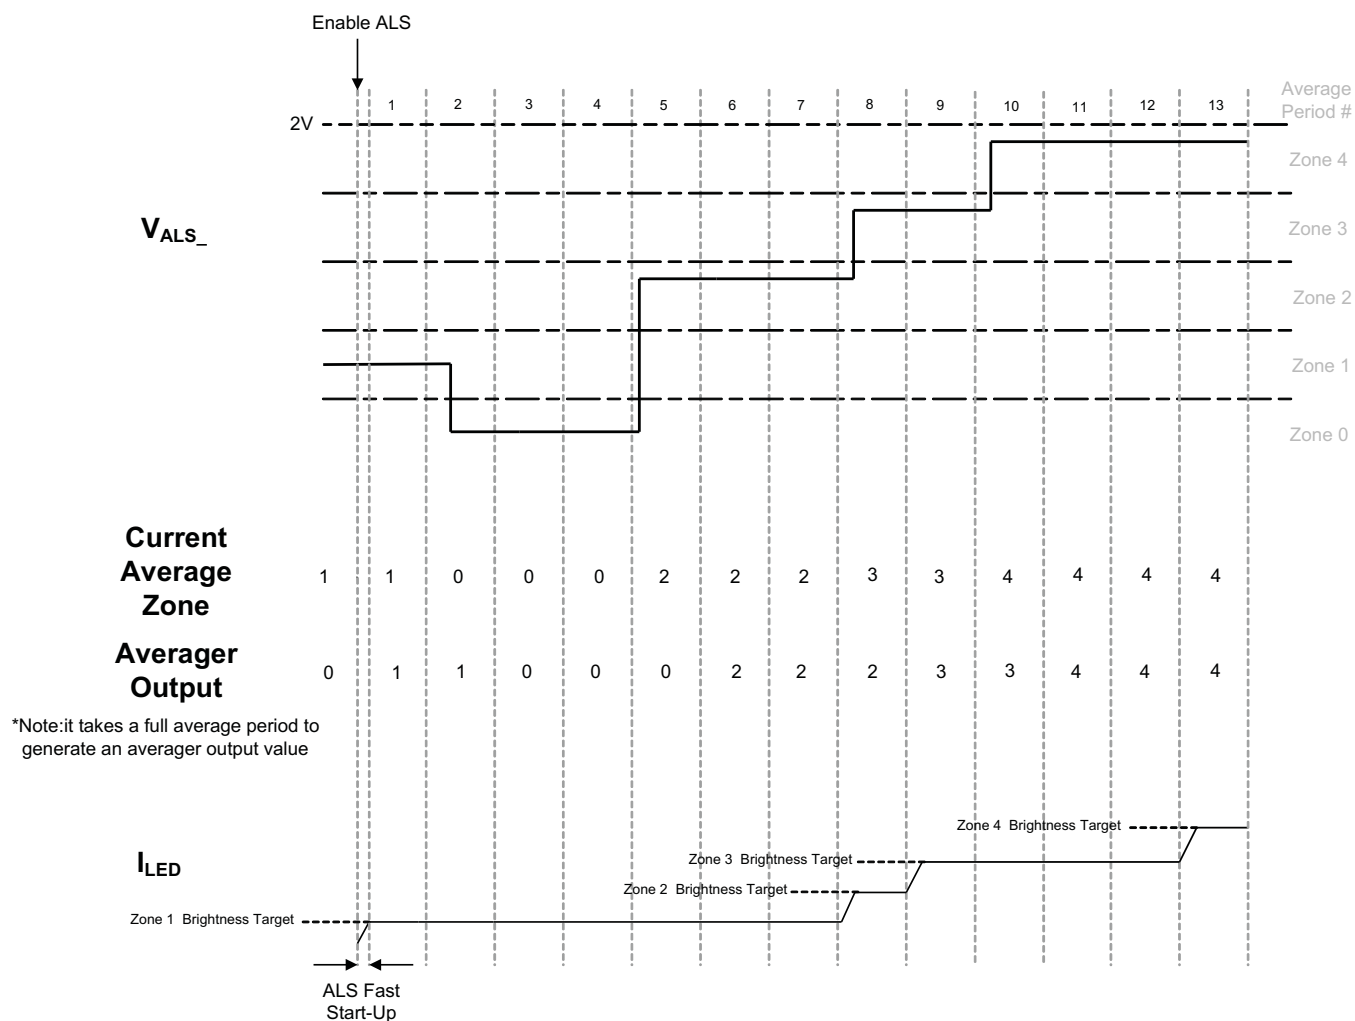 Enable ALS
Average
Period #
1 2 3 4 5 6 7 8 9 10 11 12 13
2V
Zone 4
V_ALS_
Zone 3
Zone 2
Zone 1
Zone 0
Current
Average
Zone
1 1 0 0 0 2 2 2 3 3 4 4 4 4
Averager
Output
0 1 1 0 0 0 2 2 2 3 3 4 4 4
*Note:it takes a full average period to
generate an averager output value
Zone 4 Brightness Target
I_LED
Zone 3 Brightness Target
Zone 2 Brightness Target
Zone 1 Brightness Target
ALS Fast
Start-Up